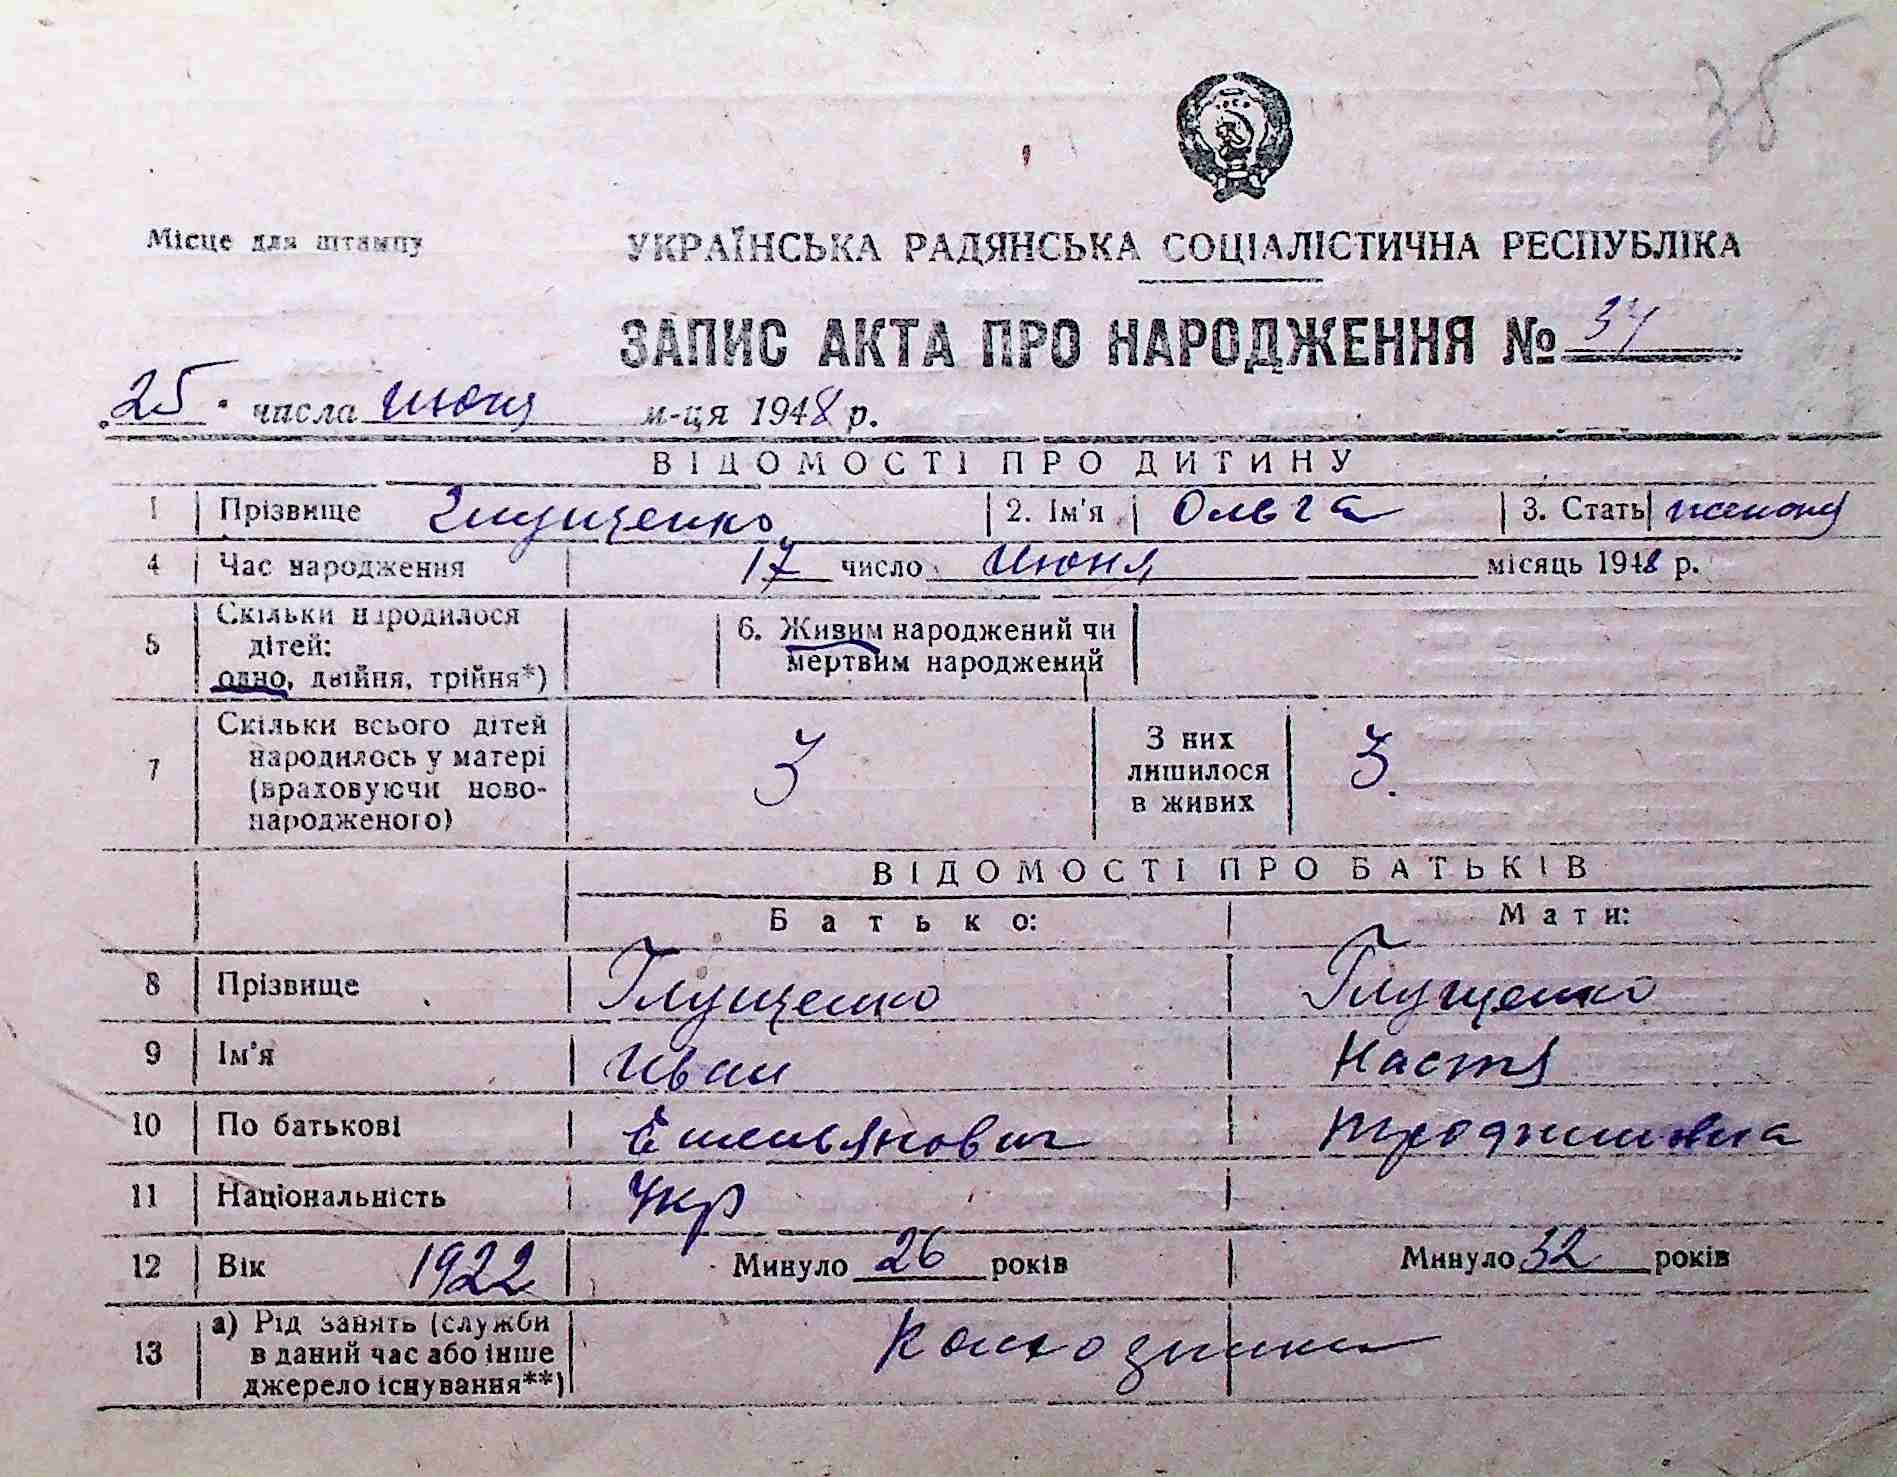 38
Місце для штампу
УКРАЇНСЬКА РАДЯНСЬКА СОЦІАЛІСТИЧНА РЕСПУБЛІКА
ЗАПИС АКТА ПРО НАРОДЖЕННЯ № 34
25 числа июня м-ця 1948 р.
ВІДОМОСТІ ПРО ДИТИНУ
1 Прізвище Глущенко 2. Ім'я Ольга 3. Стать
4 Час народження 17 число июня місяць 1948 р.
5 Скільки народилося дітей: одно, двійня, трійня*) 6. Живим народжений чи мертвим народжений
7 Скільки всього дітей народилось у матері (враховуючи ново-народженого) 3 З них лишилося в живих 3.
ВІДОМОСТІ ПРО БАТЬКІВ
Батько: Мати:
8 Прізвище Глущенко Глущенко
9 Ім'я Иван Настя
10 По батькові Емельянович
11 Національність Укр
12 Вік 1922 Минуло 26 років Минуло 32 років
13 а) Рід занять (служби в даний час або інше джерело існування**) Колхозники